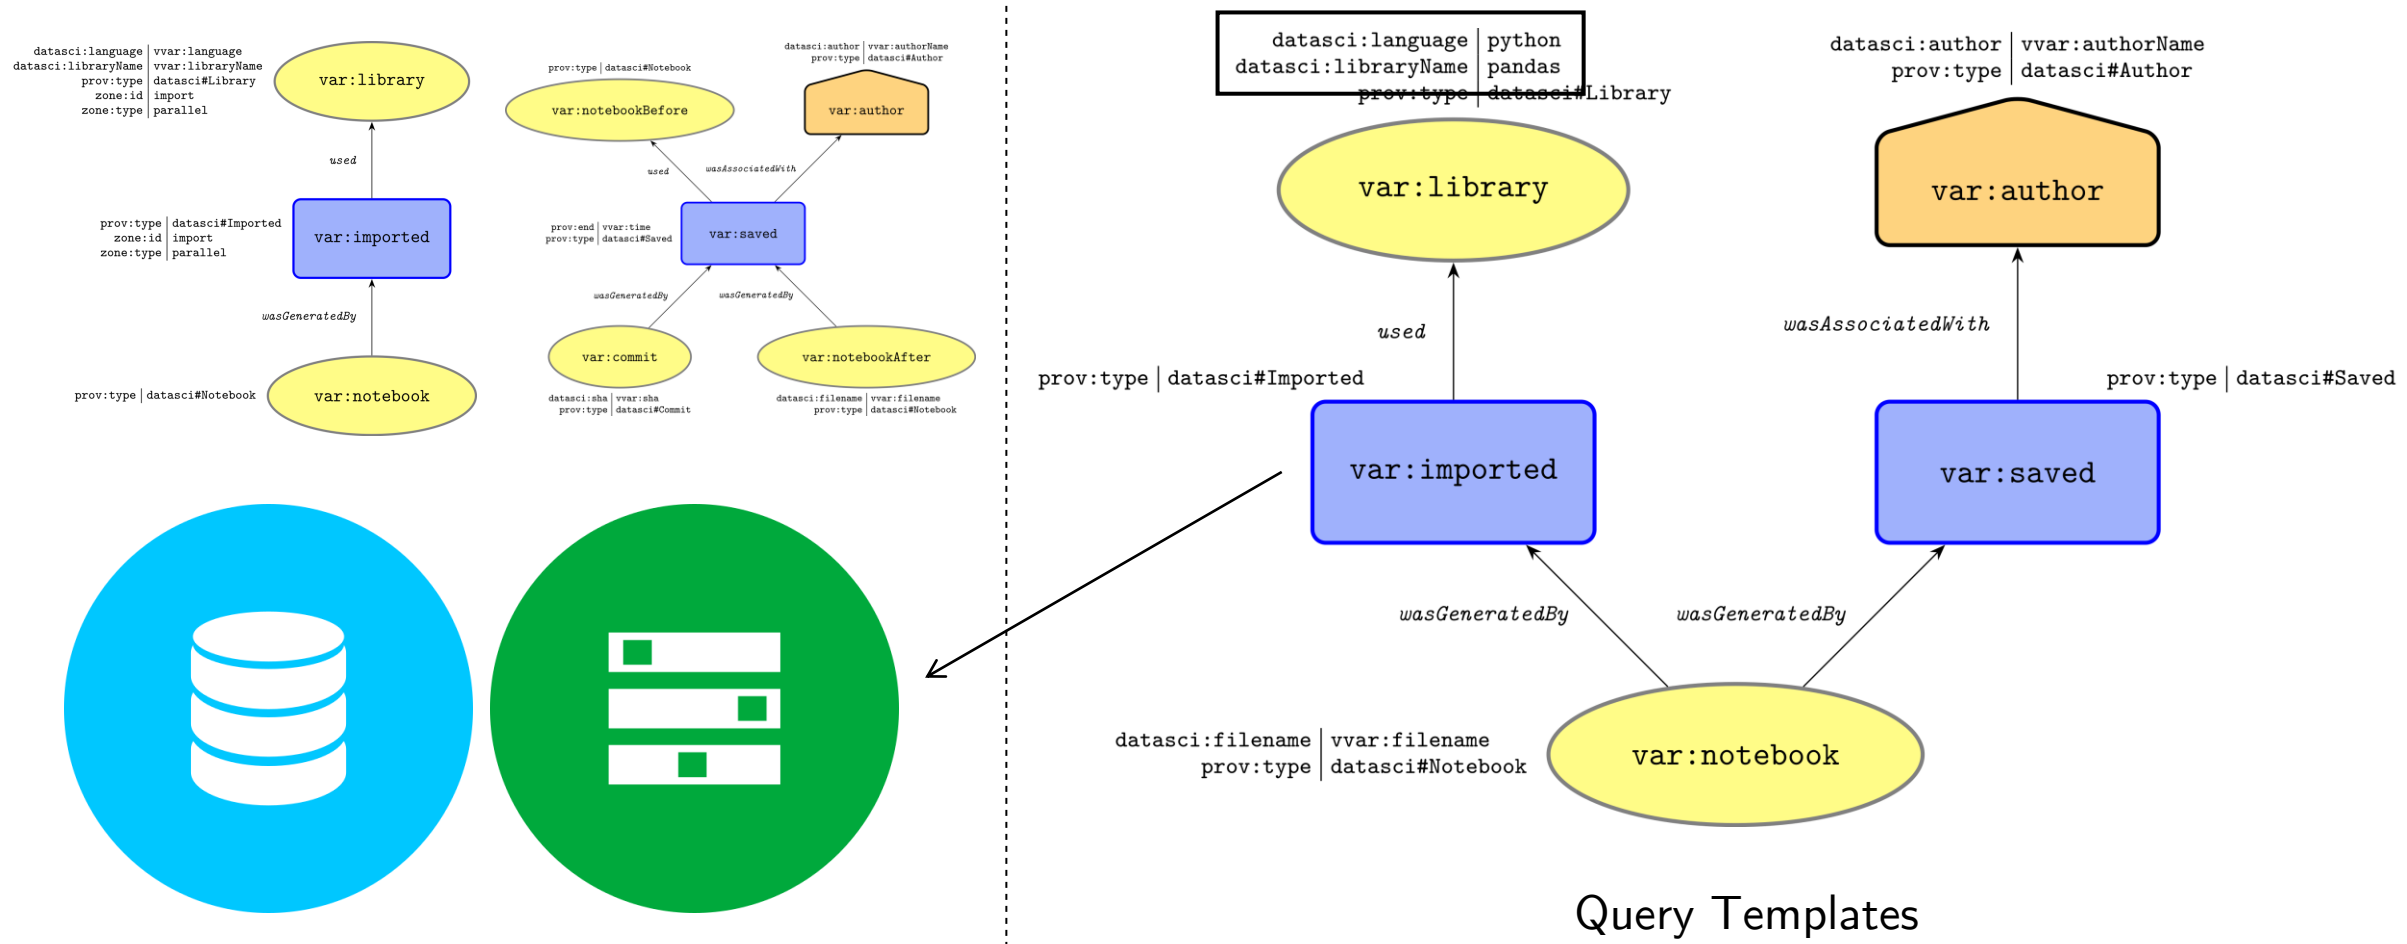 datasci:language vvar:language
datasci:libraryName vvar:libraryName
prov:type datasci#Library
zone:id import
zone:type parallel
var:library
used
prov:type datasci#Imported
zone:id import
zone:type parallel
var:imported
wasGeneratedBy
prov:type datasci#Notebook
var:notebook
prov:type datasci#Notebook
var:notebookBefore
datasci:author vvar:authorName
prov:type datasci#Author
var:author
used
wasAssociatedWith
prov:end vvar:time
prov:type datasci#Saved
var:saved
wasGeneratedBy
wasGeneratedBy
var:commit
var:notebookAfter
datasci:sha vvar:sha
prov:type datasci#Commit
datasci:filename vvar:filename
prov:type datasci#Notebook
datasci:language python
datasci:libraryName pandas
prov:type datasci#Library
var:library
datasci:author vvar:authorName
prov:type datasci#Author
var:author
used
wasAssociatedWith
prov:type datasci#Imported
prov:type datasci#Saved
var:imported
var:saved
wasGeneratedBy
wasGeneratedBy
datasci:filename vvar:filename
prov:type datasci#Notebook
var:notebook
Query Templates